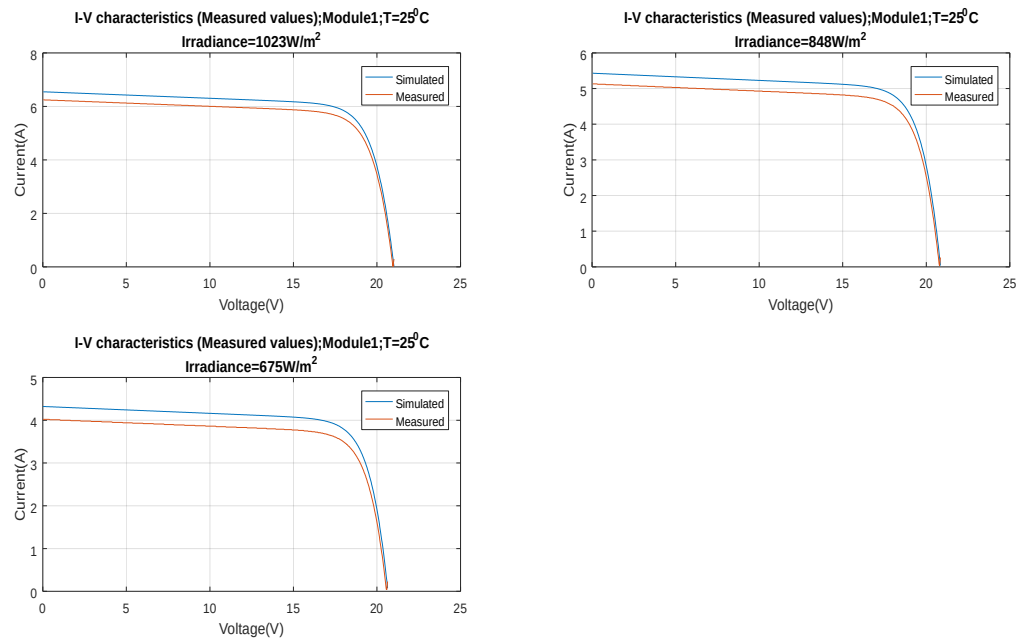 I-V characteristics (Measured values);Module1;T=25⁰C
Irradiance=1023W/m²
8
6
4
2
0
Current(A)
Simulated
Measured
0 5 10 15 20 25
Voltage(V)
I-V characteristics (Measured values);Module1;T=25⁰C
Irradiance=848W/m²
6
5
4
3
2
1
0
Current(A)
Simulated
Measured
0 5 10 15 20 25
Voltage(V)
I-V characteristics (Measured values);Module1;T=25⁰C
Irradiance=675W/m²
5
4
3
2
1
0
Current(A)
Simulated
Measured
0 5 10 15 20 25
Voltage(V)